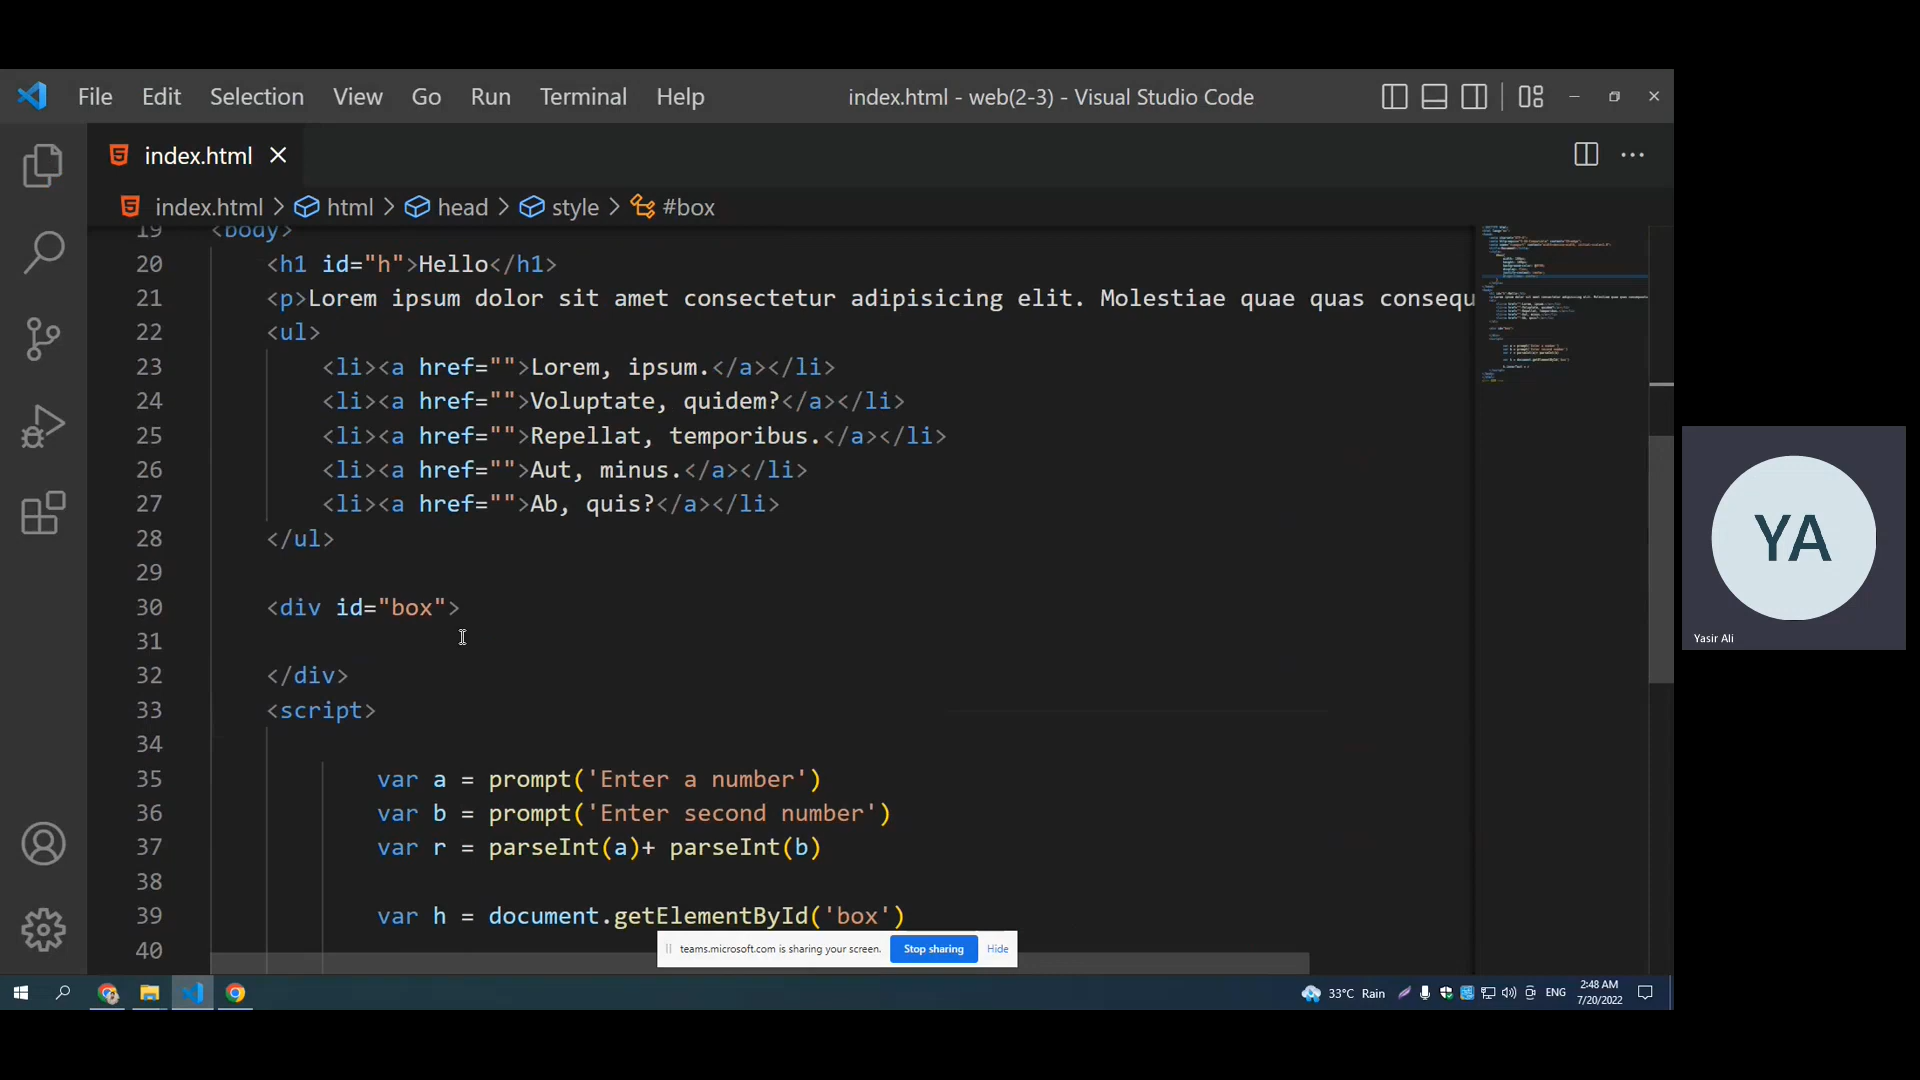 File Edit Selection View Go Run Terminal Help index.html - web(2-3) - Visual Studio Code
index.html
index.html > html > head > style > #box
19 <body>
20 <h1 id="h">Hello</h1>
21 <p>Lorem ipsum dolor sit amet consectetur adipisicing elit. Molestiae quae quas consequ
22 <ul>
23 <li><a href="">Lorem, ipsum.</a></li>
24 <li><a href="">Voluptate, quidem?</a></li>
25 <li><a href="">Repellat, temporibus.</a></li>
26 <li><a href="">Aut, minus.</a></li>
27 <li><a href="">Ab, quis?</a></li>
28 </ul>
29
30 <div id="box">
31
32 </div>
33 <script>
34
35 var a = prompt('Enter a number')
36 var b = prompt('Enter second number')
37 var r = parseInt(a)+ parseInt(b)
38
39 var h = document.getElementById('box')
40
YA
Yasir Ali
teams.microsoft.com is sharing your screen. Stop sharing Hide
33°C Rain ENG 2:48 AM
7/20/2022